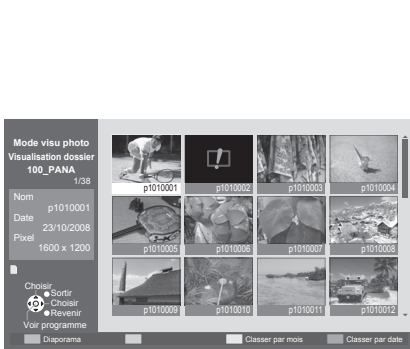 Mode visu photo
Visualisation dossier
100_PANA
1/38
Nom
p1010001
Date
23/10/2008
Pixel
1600 x 1200
Choisir
Sortir
Choisir
Revenir
Voir programme
p1010001
p1010002
p1010003
p1010004
p1010005
p1010006
p1010007
p1010008
p1010009
p1010010
p1010011
p1010012
Diaporama
Classer par mois
Classer par date